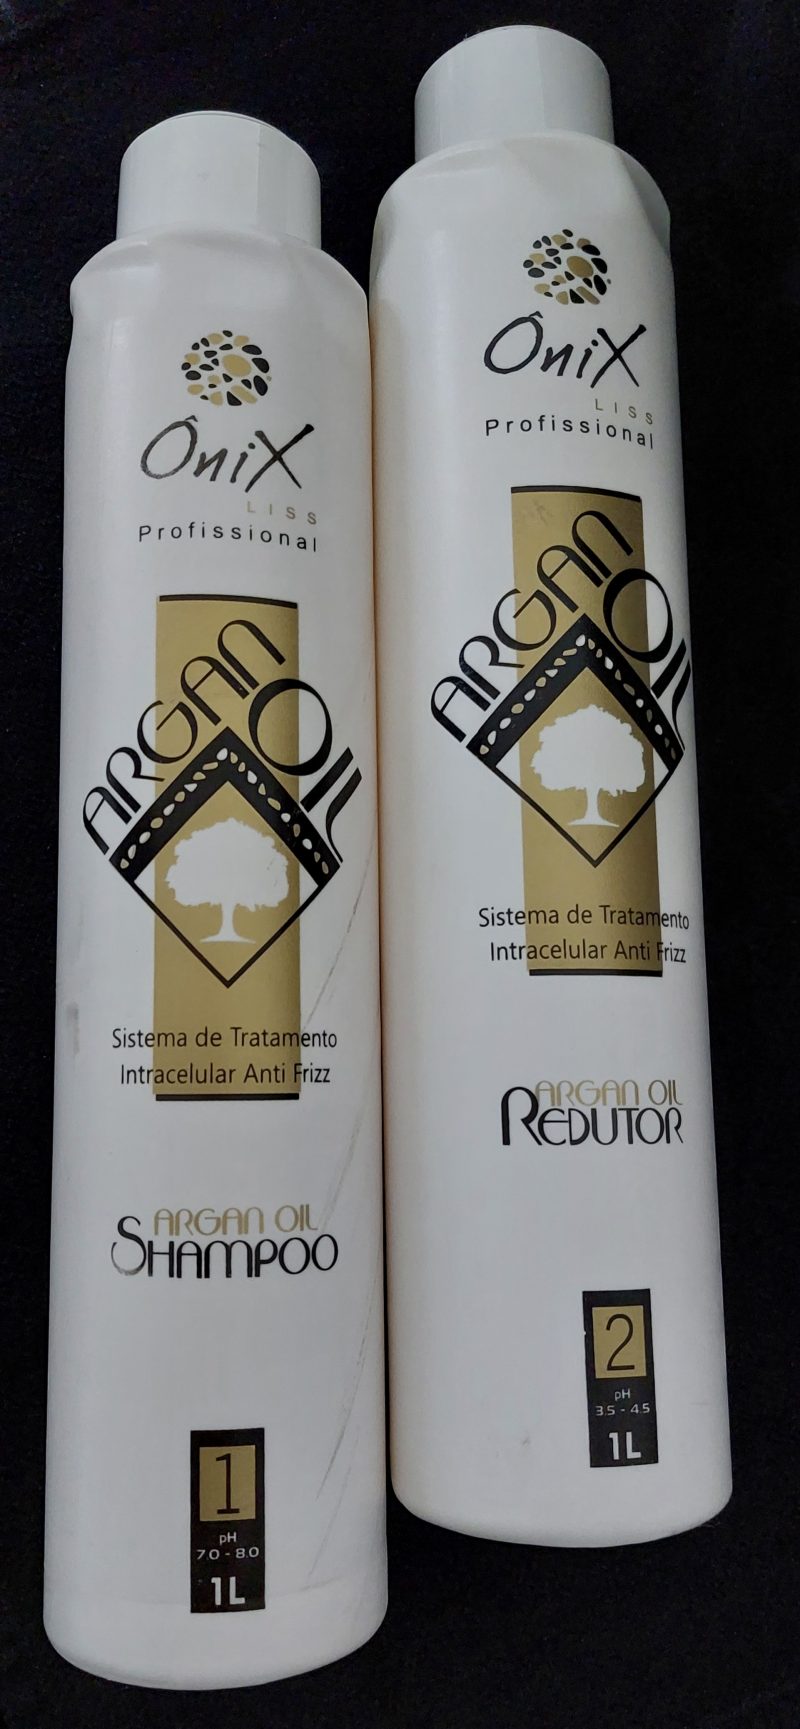 ÔniX
LISS
Profissional
ARGAN OIL
Sistema de Tratamento
Intracelular Anti Frizz
ARGAN OIL
SHAMPOO
1
pH
7.0 - 8.0
1L
ÔniX
LISS
Profissional
ARGAN OIL
Sistema de Tratamento
Intracelular Anti Frizz
ARGAN OIL
REDUTOR
2
pH
3.5 - 4.5
1L